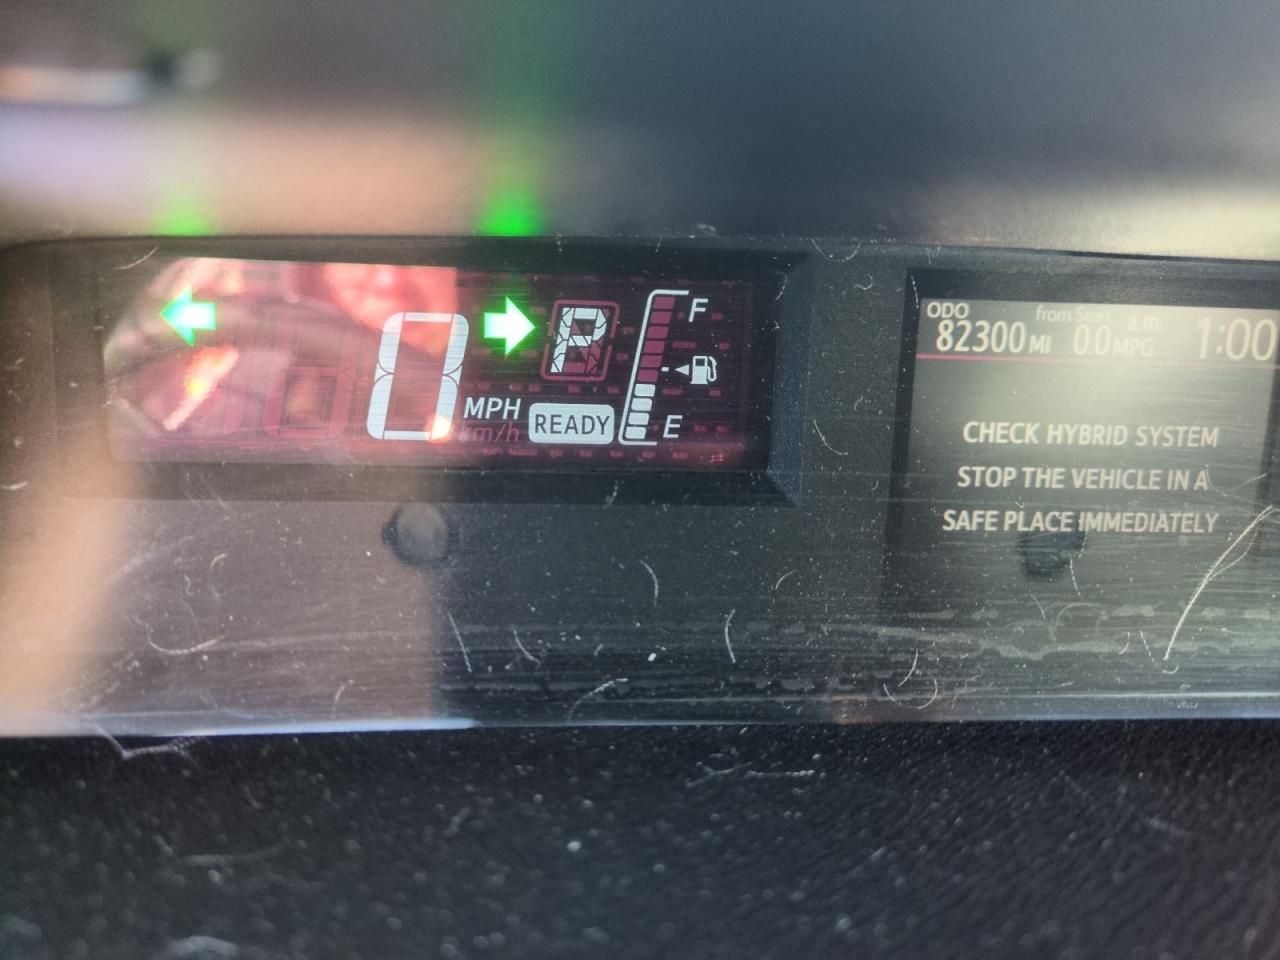 0 MPH
km/h
P
READY
F
E
ODO from Start a.m.
82300 MI 0.0 MPG 1:00
CHECK HYBRID SYSTEM
STOP THE VEHICLE IN A
SAFE PLACE IMMEDIATELY